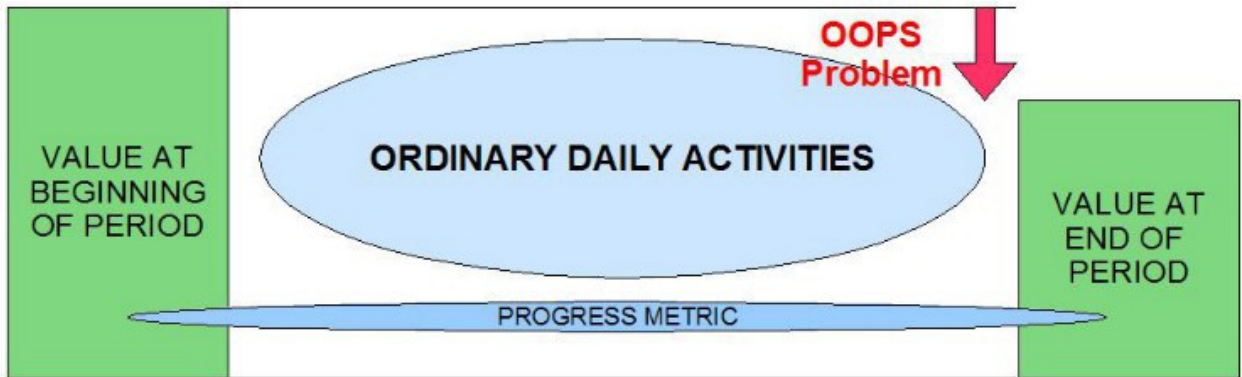 OOPS
Problem
ORDINARY DAILY ACTIVITIES
VALUE AT
BEGINNING
OF PERIOD
VALUE AT
END OF
PERIOD
PROGRESS METRIC